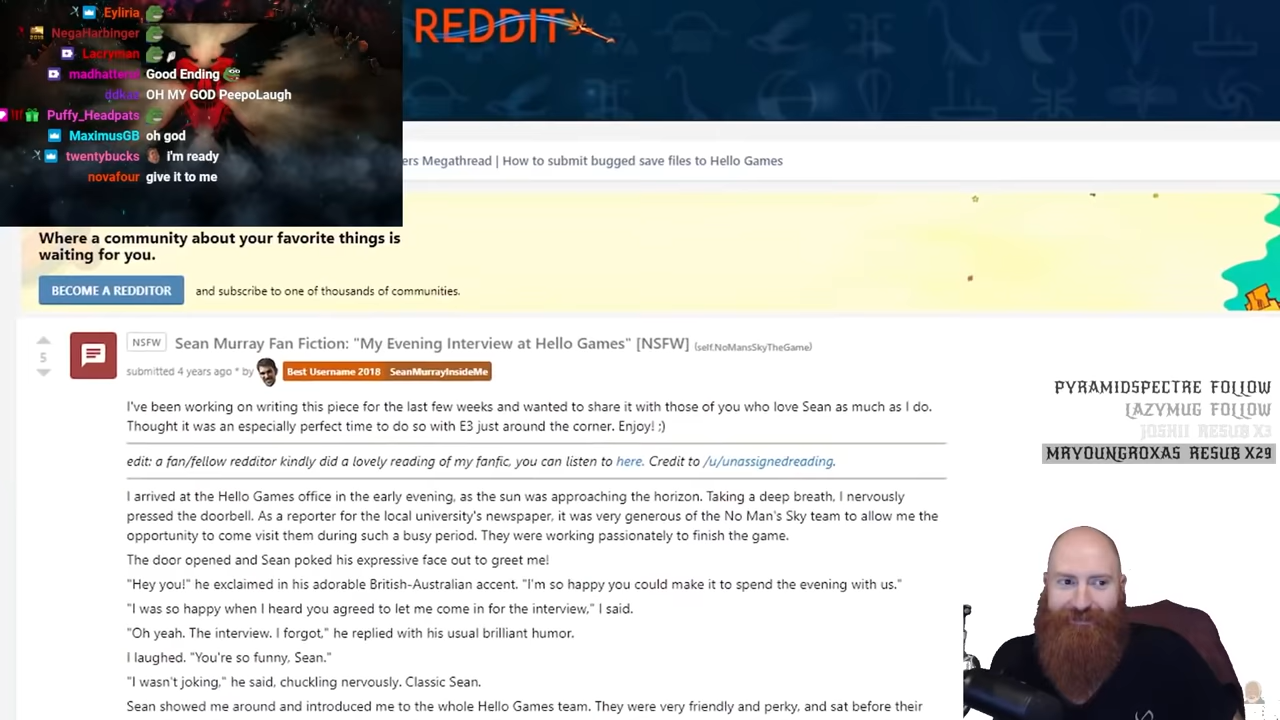 Eyliria
NegaHarbinger
Lacryman
madhattend Good Ending
OH MY GOD PeepoLaugh
Puffy_Headpats
MaximusGB oh god
twentybucks I'm ready
novafour give it to me
REDDIT
ers Megathread | How to submit bugged save files to Hello Games
Where a community about your favorite things is
waiting for you.
BECOME A REDDITOR and subscribe to one of thousands of communities.
5
NSFW Sean Murray Fan Fiction: "My Evening Interview at Hello Games" [NSFW] (self.NoMansSkyTheGame)
submitted 4 years ago * by Best Username 2018 SeanMurrayInsideMe
I've been working on writing this piece for the last few weeks and wanted to share it with those of you who love Sean as much as I do.
Thought it was an especially perfect time to do so with E3 just around the corner. Enjoy! ;)
edit: a fan/fellow redditor kindly did a lovely reading of my fanfic, you can listen to here. Credit to /u/unassignedreading.
I arrived at the Hello Games office in the early evening, as the sun was approaching the horizon. Taking a deep breath, I nervously
pressed the doorbell. As a reporter for the local university's newspaper, it was very generous of the No Man's Sky team to allow me the
opportunity to come visit them during such a busy period. They were working passionately to finish the game.
The door opened and Sean poked his expressive face out to greet me!
"Hey you!" he exclaimed in his adorable British-Australian accent. "I'm so happy you could make it to spend the evening with us."
"I was so happy when I heard you agreed to let me come in for the interview," I said.
"Oh yeah. The interview. I forgot," he replied with his usual brilliant humor.
I laughed. "You're so funny, Sean."
"I wasn't joking," he said, chuckling nervously. Classic Sean.
Sean showed me around and introduced me to the whole Hello Games team. They were very friendly and perky, and sat before their
PYRAMIDSPECTRE FOLLOW
LAZYMUG FOLLOW
JOSHII RESUB X3
MRYOUNGROXAS RESUB X29